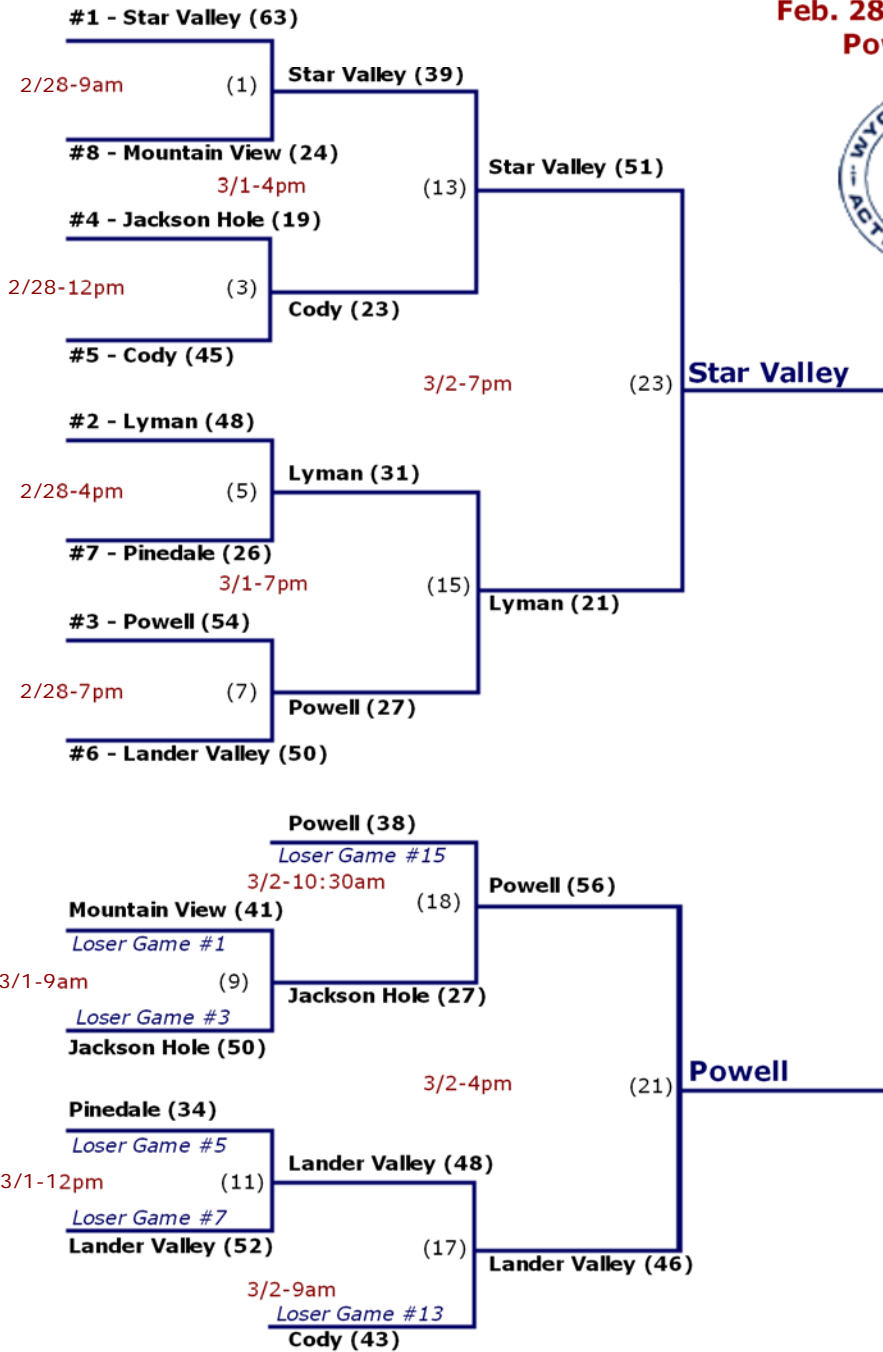 #1 - Star Valley (63)
Feb. 28
2/28-9am
(1)
Star Valley (39)
#8 - Mountain View (24)
3/1-4pm
(13)
Star Valley (51)
#4 - Jackson Hole (19)
2/28-12pm
(3)
Cody (23)
#5 - Cody (45)
3/2-7pm
(23)
Star Valley
#2 - Lyman (48)
2/28-4pm
(5)
Lyman (31)
#7 - Pinedale (26)
3/1-7pm
(15)
Lyman (21)
#3 - Powell (54)
2/28-7pm
(7)
Powell (27)
#6 - Lander Valley (50)
Powell (38)
Loser Game #15
3/2-10:30am
(18)
Powell (56)
Mountain View (41)
Loser Game #1
3/1-9am
(9)
Jackson Hole (27)
Loser Game #3
Jackson Hole (50)
3/2-4pm
(21)
Powell
Pinedale (34)
Loser Game #5
3/1-12pm
(11)
Lander Valley (48)
Loser Game #7
Lander Valley (52)
(17)
Lander Valley (46)
3/2-9am
Loser Game #13
Cody (43)